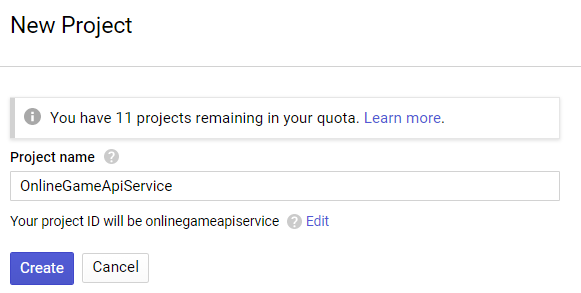 New Project
You have 11 projects remaining in your quota. Learn more.
Project name
OnlineGameApiService
Your project ID will be onlinegameapiservice Edit
Create Cancel